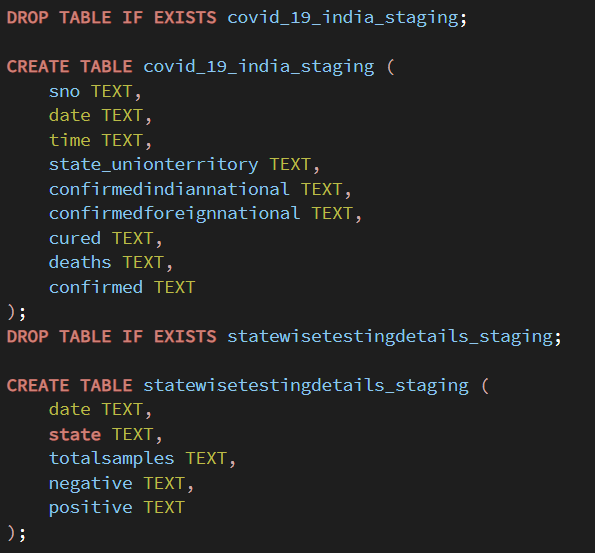 DROP TABLE IF EXISTS covid_19_india_staging;
CREATE TABLE covid_19_india_staging (
sno TEXT,
date TEXT,
time TEXT,
state_unionterritory TEXT,
confirmedindiannational TEXT,
confirmedforeignnational TEXT,
cured TEXT,
deaths TEXT,
confirmed TEXT
);
DROP TABLE IF EXISTS statewisetestingdetails_staging;
CREATE TABLE statewisetestingdetails_staging (
date TEXT,
state TEXT,
totalsamples TEXT,
negative TEXT,
positive TEXT
);